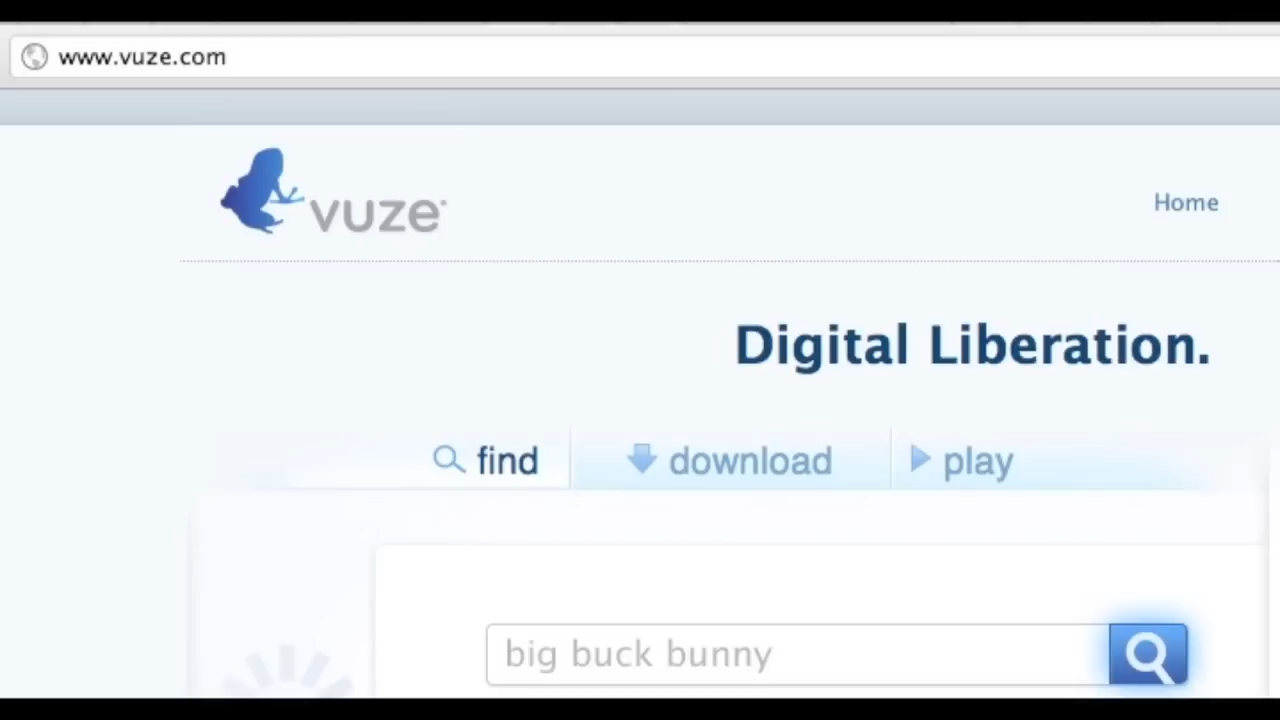 www.vuze.com
vuze
Home
Digital Liberation.
find
download
play
big buck bunny